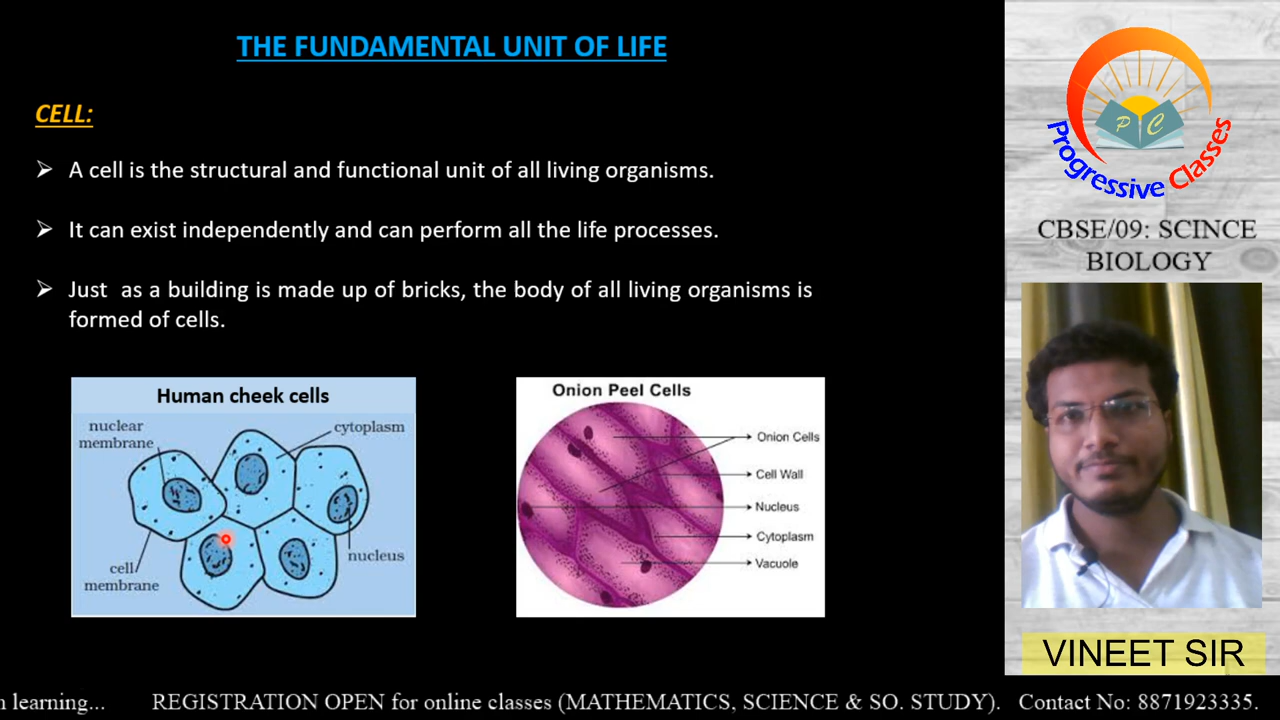 THE FUNDAMENTAL UNIT OF LIFE
CELL:
A cell is the structural and functional unit of all living organisms.
It can exist independently and can perform all the life processes.
Just as a building is made up of bricks, the body of all living organisms is
formed of cells.
Human cheek cells
nuclear
membrane
cytoplasm
nucleus
cell
membrane
Onion Peel Cells
Onion Cells
Cell Wall
Nucleus
Cytoplasm
Vacuole
P C
Progressive Classes
CBSE/09: SCINCE
BIOLOGY
VINEET SIR
n learning... REGISTRATION OPEN for online classes (MATHEMATICS, SCIENCE & SO. STUDY). Contact No: 8871923335.